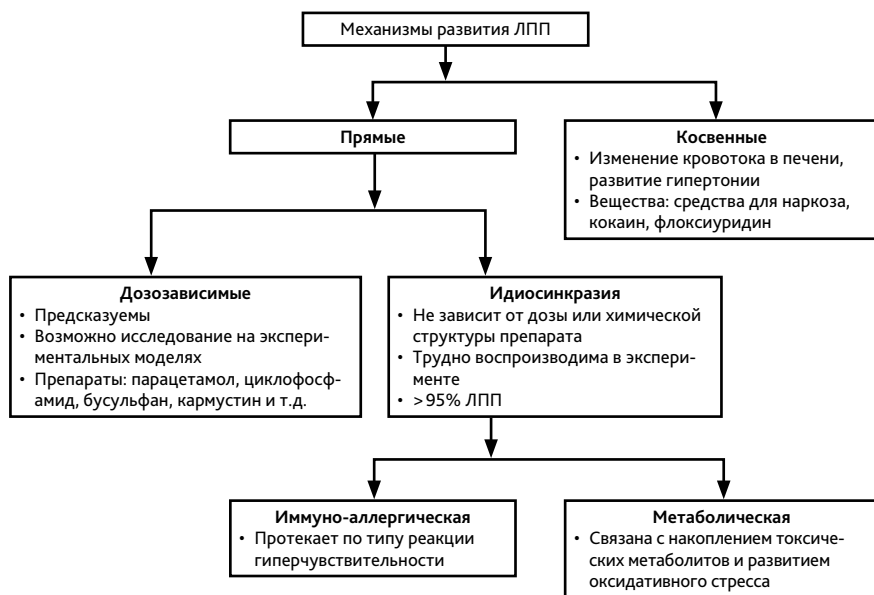 Механизмы развития ЛПП
Прямые
Косвенные
• Изменение кровотока в печени,
развитие гипертонии
• Вещества: средства для наркоза,
кокаин, флоксиуридин
Дозозависимые
• Предсказуемы
• Возможно исследование на экспери-
ментальных моделях
• Препараты: парацетамол, циклофосф-
амид, бусульфан, кармустин и т.д.
Идиосинкразия
• Не зависит от дозы или химической
структуры препарата
• Трудно воспроизводима в экспери-
менте
• >95% ЛПП
Иммуно-аллергическая
• Протекает по типу реакции
гиперчувствительности
Метаболическая
• Связана с накоплением токсиче-
ских метаболитов и развитием
оксидативного стресса